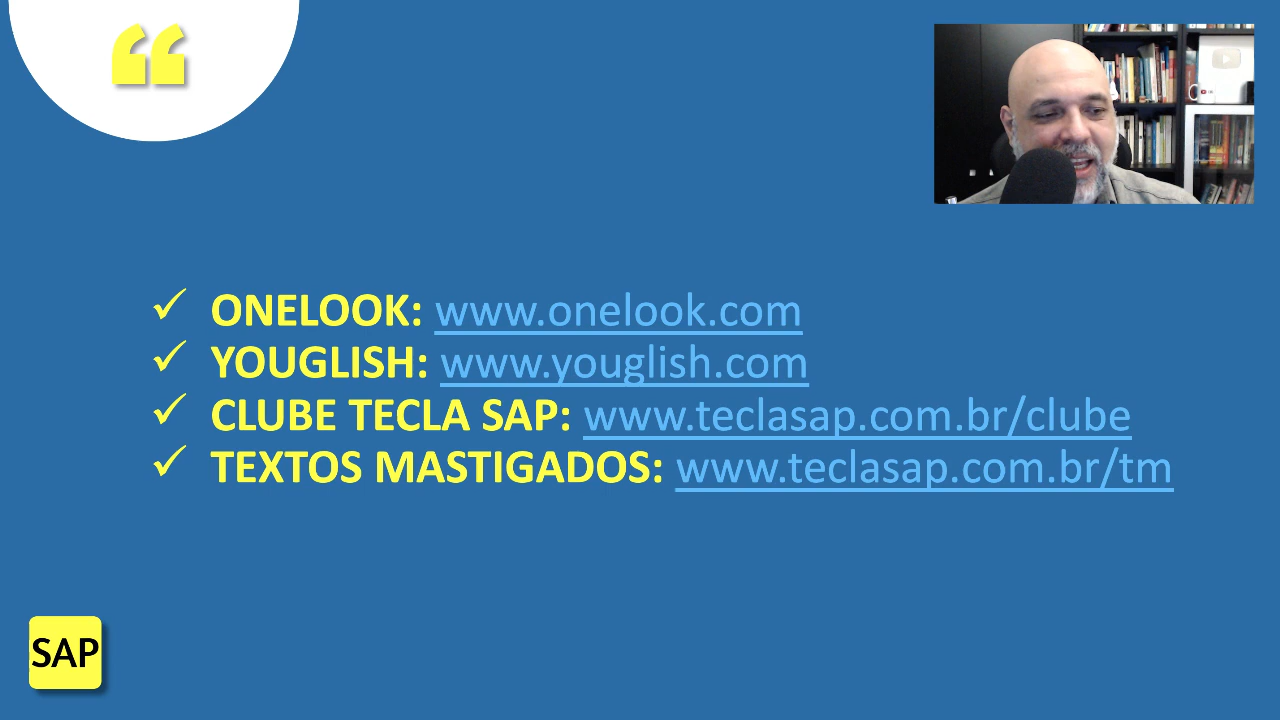 ONELOOK: www.onelook.com
YOUGLISH: www.youglish.com
CLUBE TECLA SAP: www.teclasap.com.br/clube
TEXTOS MASTIGADOS: www.teclasap.com.br/tm
SAP